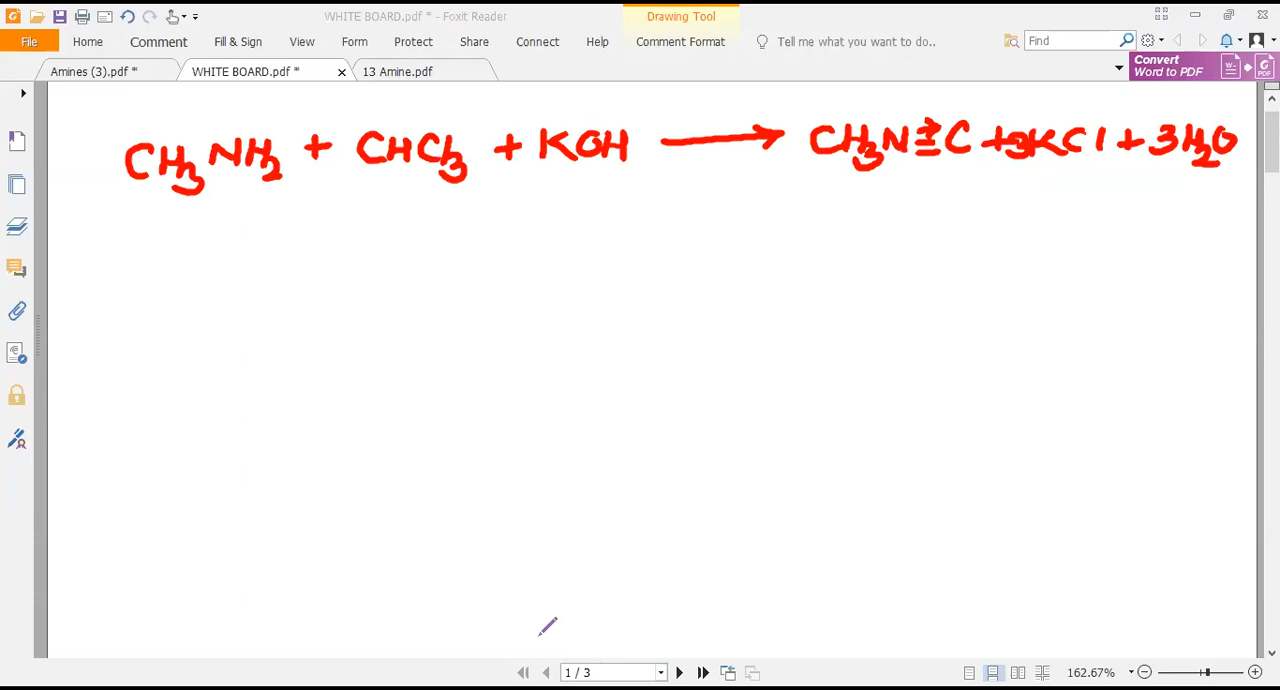 WHITE BOARD.pdf * - Foxit Reader
Drawing Tool
File Home Comment Fill & Sign View Form Protect Share Connect Help Comment Format Tell me what you want to do.. Find
Amines (3).pdf * WHITE BOARD.pdf * 13 Amine.pdf
Convert
Word to PDF
CH₃NH₂ + CHCl₃ + KOH ⟶ CH₃N≡C + 3KCl + 3H₂O
1 / 3 162.67%